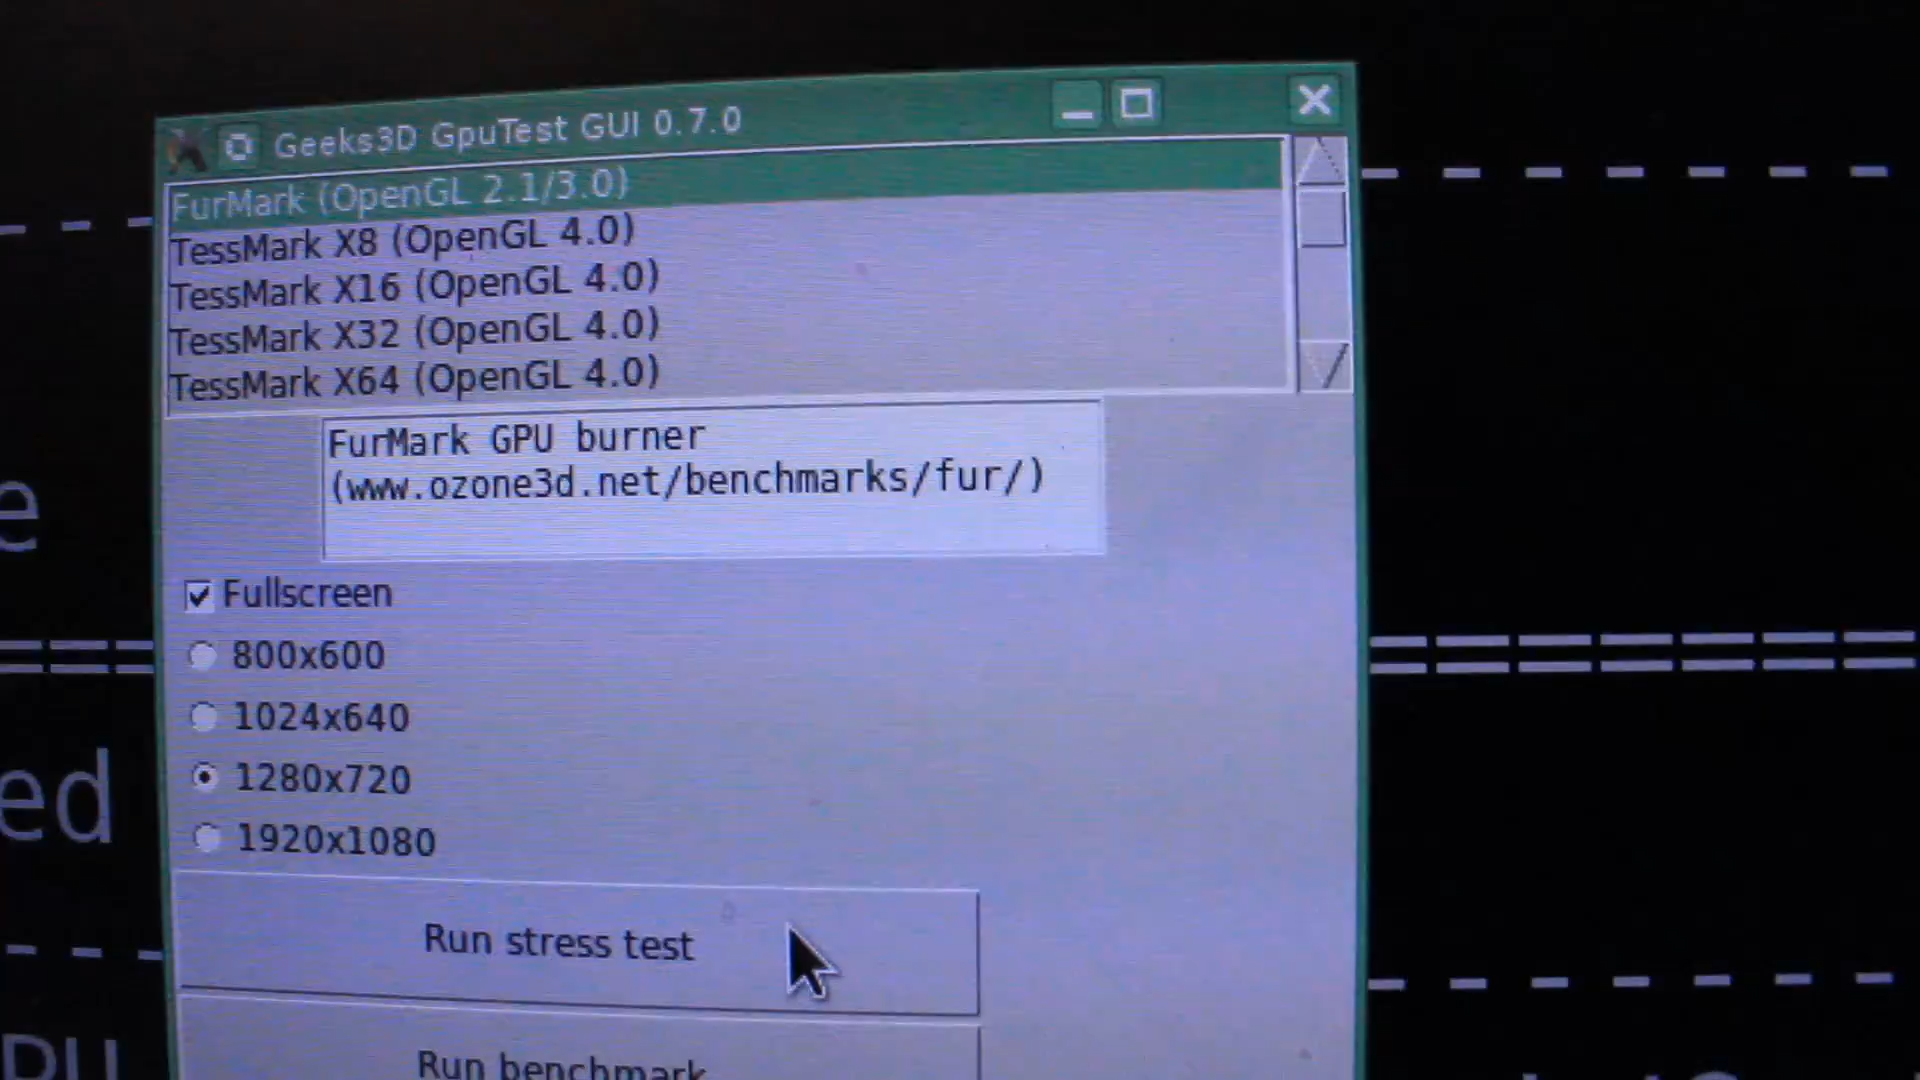 Geeks3D GpuTest GUI 0.7.0
FurMark (OpenGL 2.1/3.0)
TessMark X8 (OpenGL 4.0)
TessMark X16 (OpenGL 4.0)
TessMark X32 (OpenGL 4.0)
TessMark X64 (OpenGL 4.0)
FurMark GPU burner
(www.ozone3d.net/benchmarks/fur/)
Fullscreen
e
800x600
1024x640
1280x720
ed
1920x1080
Run stress test
Run benchmark